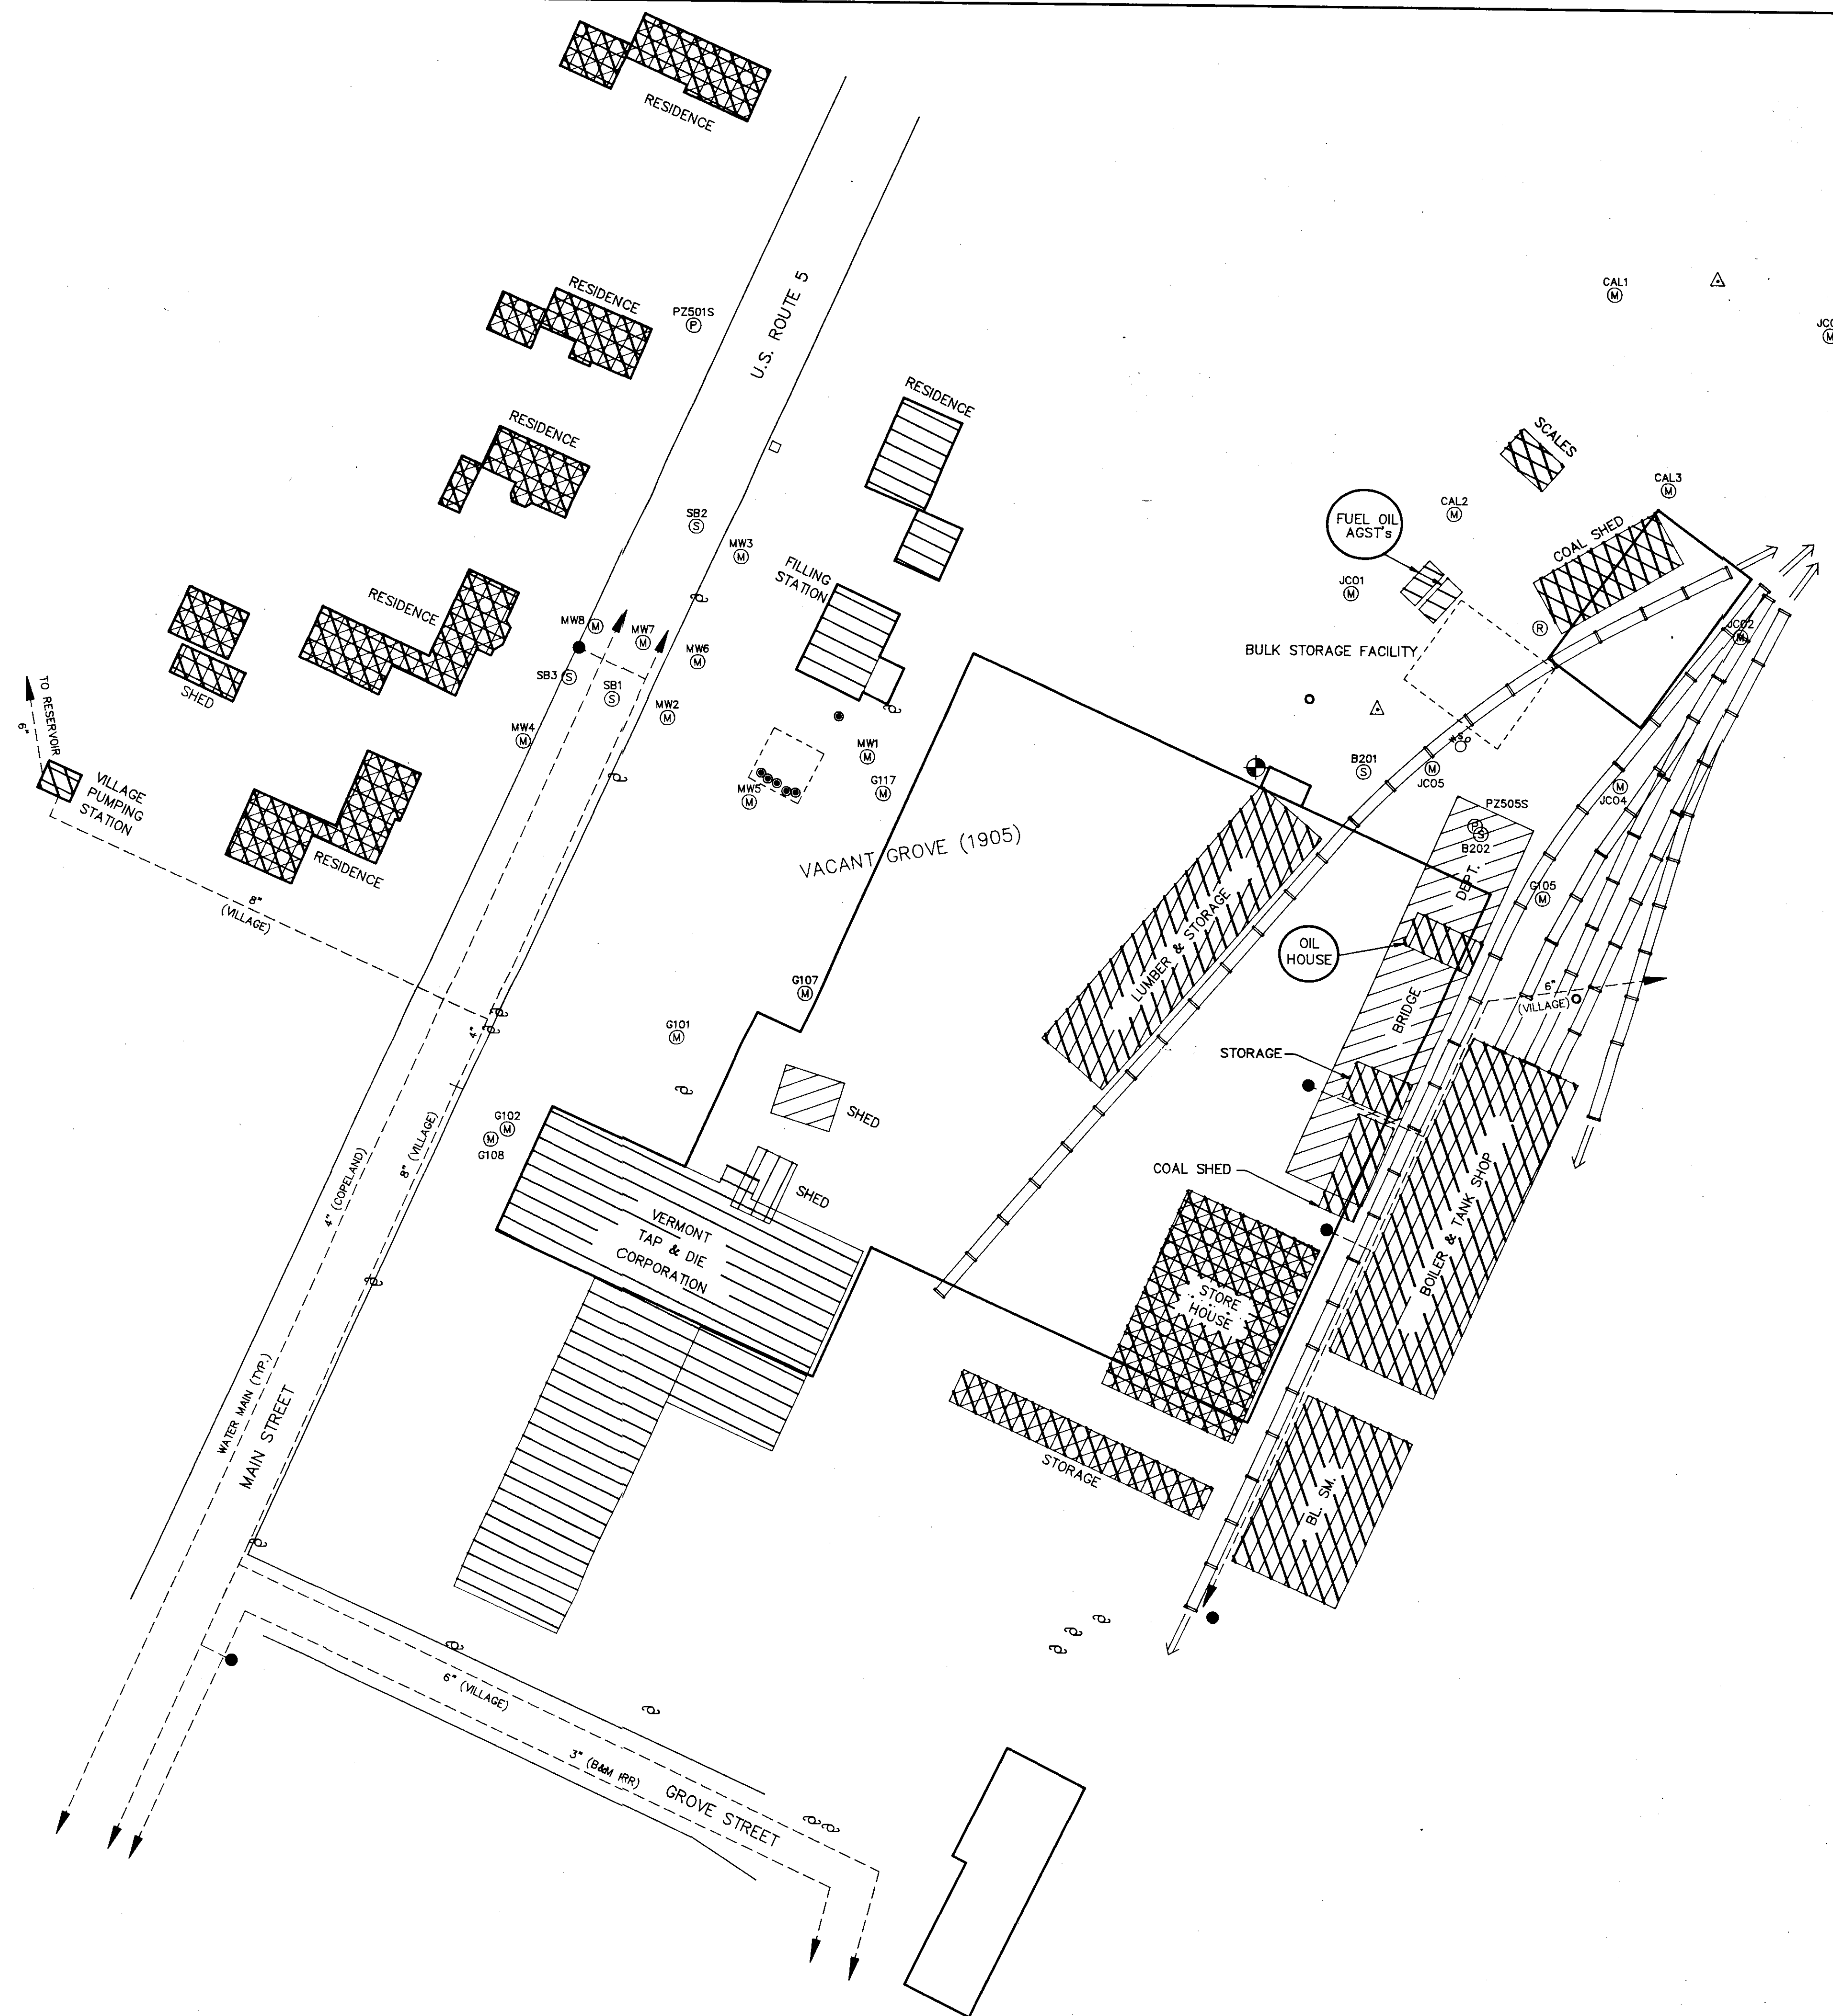 RESIDENCE
U.S. ROUTE 5
RESIDENCE
PZ501S
P
CAL1
M
M
RESIDENCE
RESIDENCE
SCALES
CAL3
M
CAL2
M
FUEL OIL
AGST's
COAL SHED
SB2
S
MW3
M
FILLING
STATION
JCO1
M
RESIDENCE
MW8 M
MW7
M
MW6
M
R
JCO2
M
BULK STORAGE FACILITY
SB3 S
SB1
S
MW2
M
SHED
TO RESERVOIR
6"
MW4
M
MW1
M
B201
S
M
JCO5
VILLAGE
PUMPING
STATION
MW5
M
G117
M
M
JCO4
PZ505S
P
S
B202
RESIDENCE
VACANT GROVE (1905)
DEPT.
G105
M
8"
(VILLAGE)
LUMBER & STORAGE
OIL
HOUSE
G107
M
6"
(VILLAGE)
BRIDGE
4"
G101
M
STORAGE
SHED
G102
M
M
G108
8" (VILLAGE)
4" (COPELAND)
COAL SHED
SHED
BOILER & TANK SHOP
VERMONT
TAP & DIE
CORPORATION
STORE
HOUSE
WATER MAIN (TYP.)
MAIN STREET
STORAGE
BL. SM.
6" (VILLAGE)
3" (B&M RR)
GROVE STREET